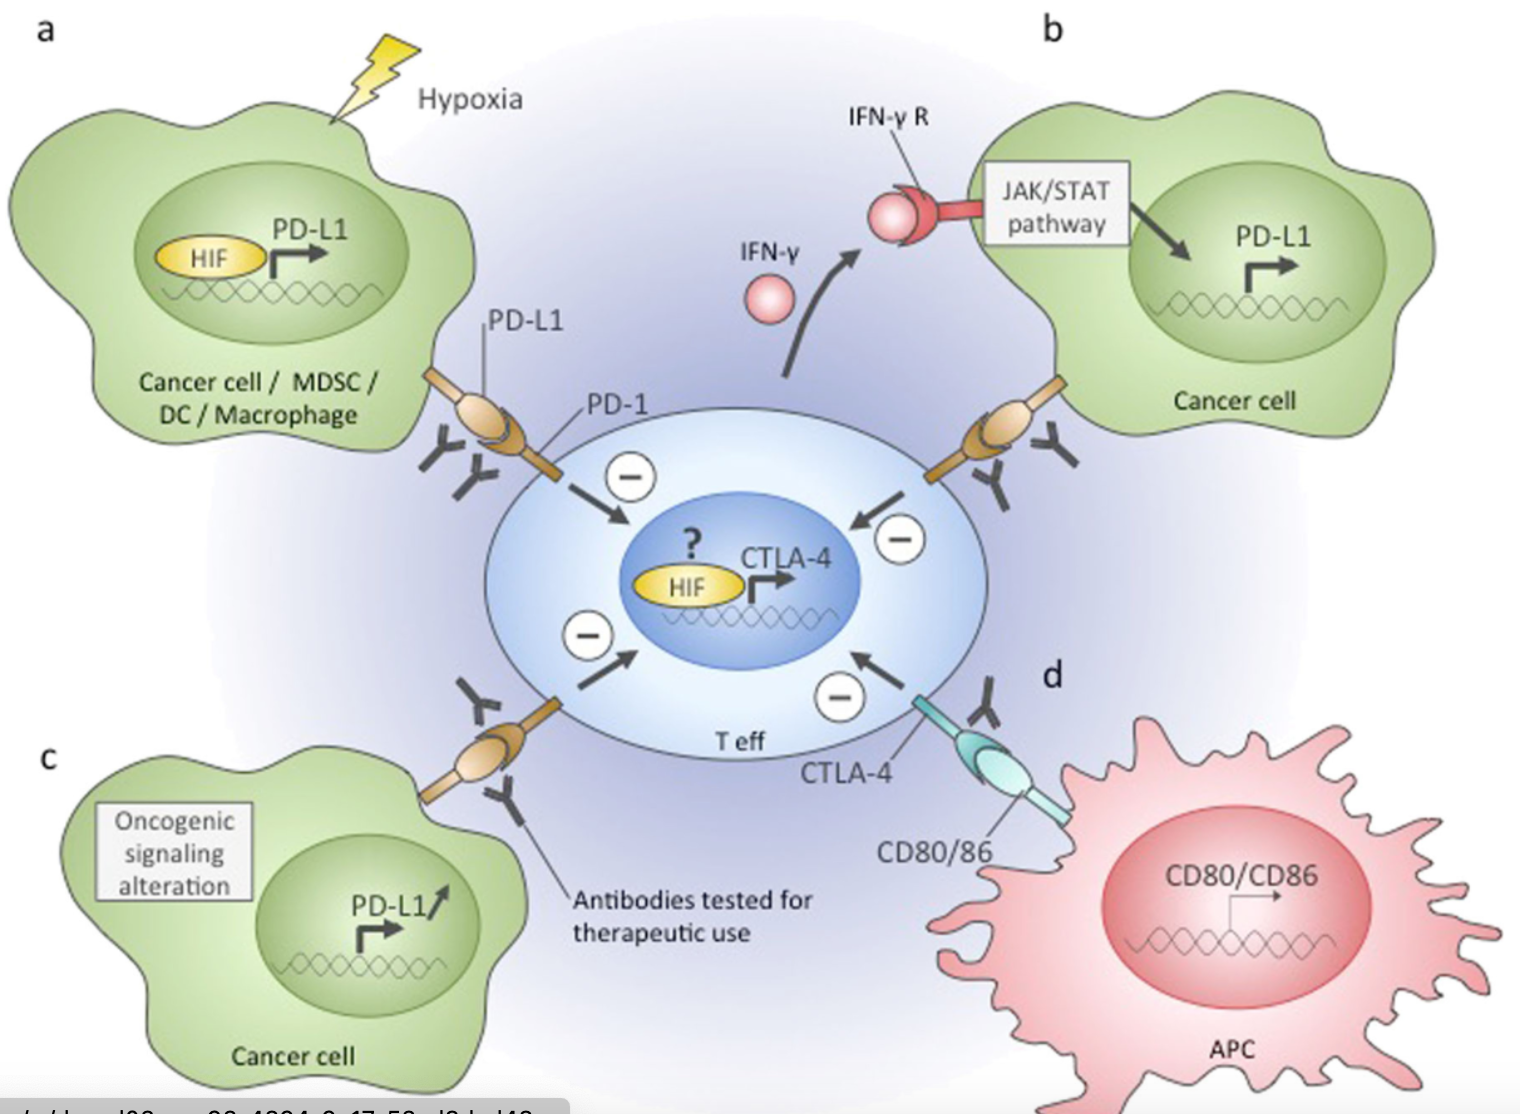 a
Hypoxia
PD-L1
HIF
Cancer cell / MDSC /
DC / Macrophage
PD-L1
PD-1
b
IFN-γ R
IFN-γ
JAK/STAT
pathway
PD-L1
Cancer cell
?
CTLA-4
HIF
T eff
c
Oncogenic
signaling
alteration
PD-L1
Cancer cell
Antibodies tested for
therapeutic use
d
CTLA-4
CD80/86
CD80/CD86
APC